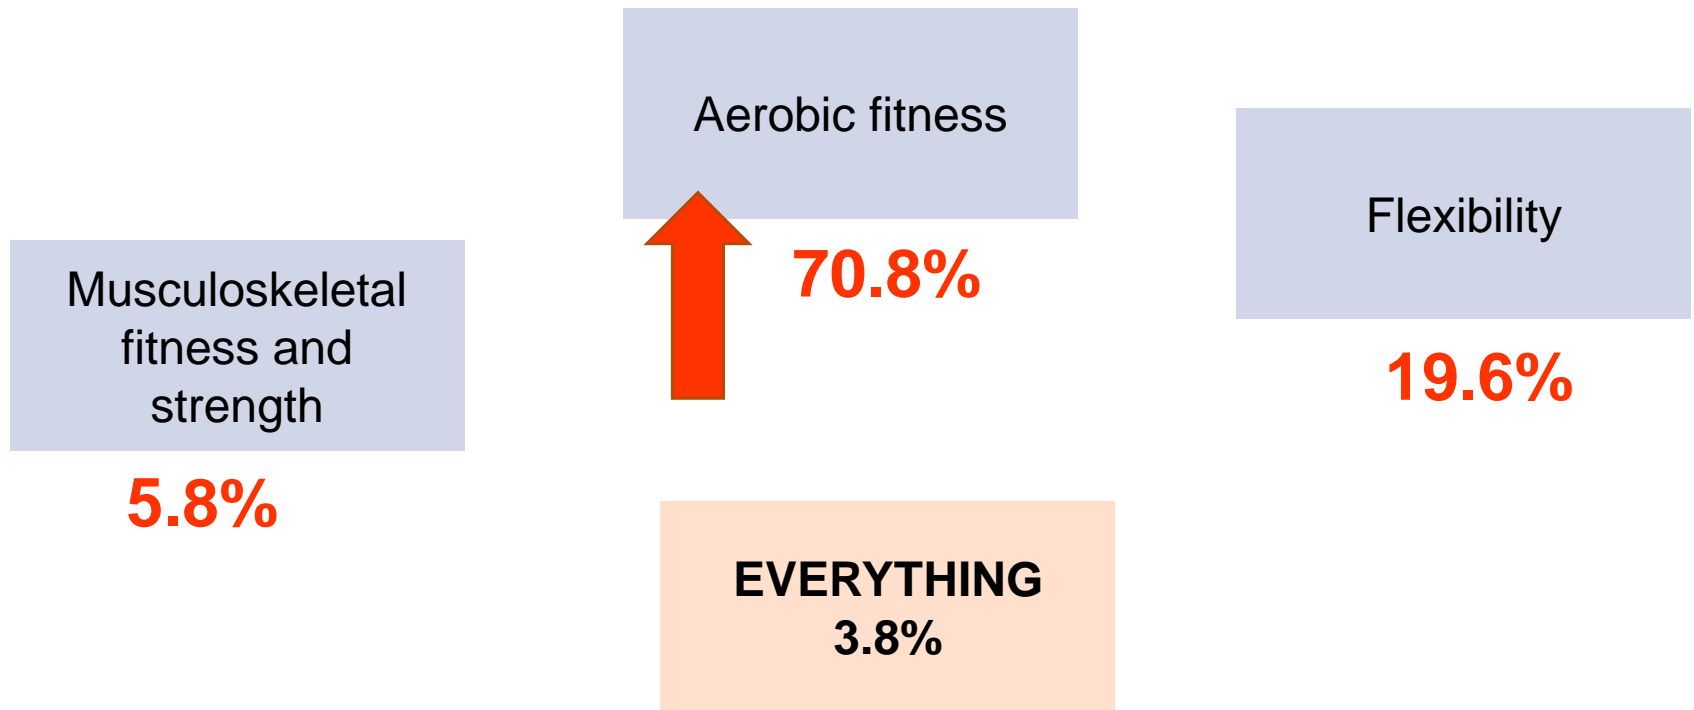 Aerobic fitness
70.8%
Flexibility
19.6%
Musculoskeletal
fitness and
strength
5.8%
EVERYTHING
3.8%